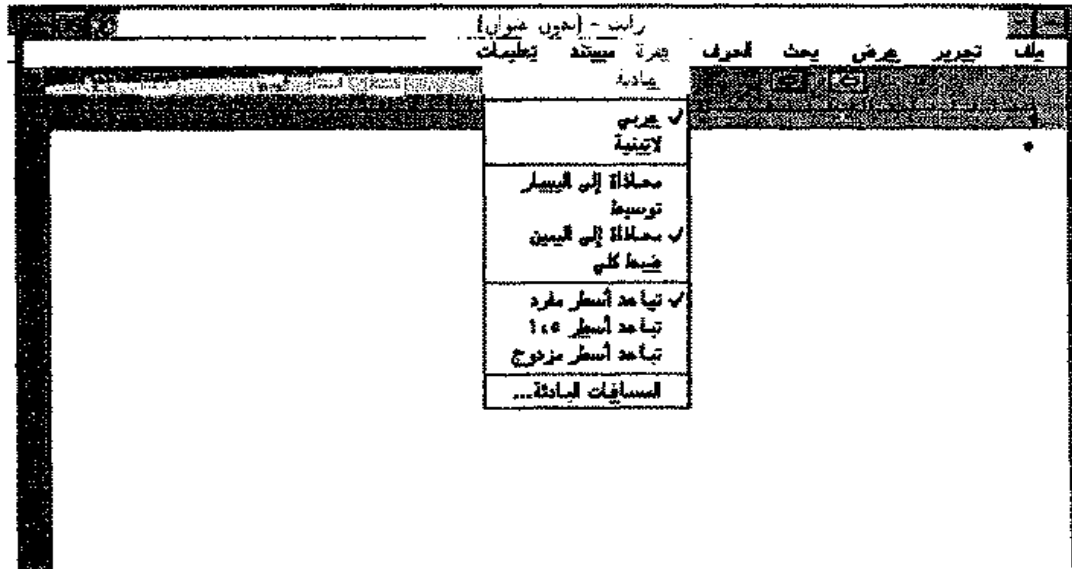 رايت - (بدون عنوان)
ملف تحرير عرض بحث الحرف فقرة مستند تعليمات
عادية
✓ عربي
لاتينية
محاذاة إلى اليسار
توسيط
✓ محاذاة إلى اليمين
ضبط كلي
✓ تباعد أسطر مفرد
تباعد أسطر ١،٥
تباعد أسطر مزدوج
المسافات البادئة...